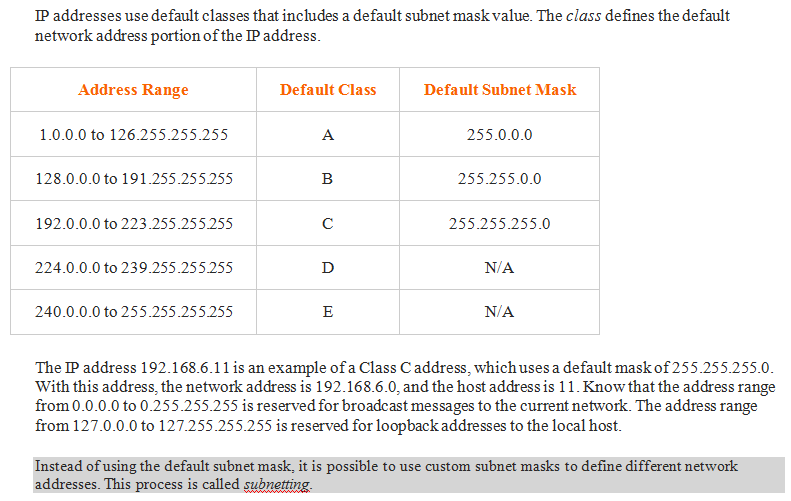 IP addresses use default classes that includes a default subnet mask value. The class defines the default
network address portion of the IP address.
Address Range Default Class Default Subnet Mask
1.0.0.0 to 126.255.255.255 A 255.0.0.0
128.0.0.0 to 191.255.255.255 B 255.255.0.0
192.0.0.0 to 223.255.255.255 C 255.255.255.0
224.0.0.0 to 239.255.255.255 D N/A
240.0.0.0 to 255.255.255.255 E N/A
The IP address 192.168.6.11 is an example of a Class C address, which uses a default mask of 255.255.255.0.
With this address, the network address is 192.168.6.0, and the host address is 11. Know that the address range
from 0.0.0.0 to 0.255.255.255 is reserved for broadcast messages to the current network. The address range
from 127.0.0.0 to 127.255.255.255 is reserved for loopback addresses to the local host.
Instead of using the default subnet mask, it is possible to use custom subnet masks to define different network
addresses. This process is called subnetting.